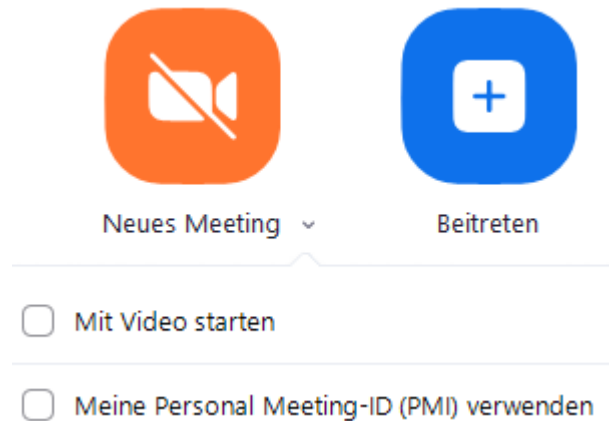 Neues Meeting
Beitreten
Mit Video starten
Meine Personal Meeting-ID (PMI) verwenden